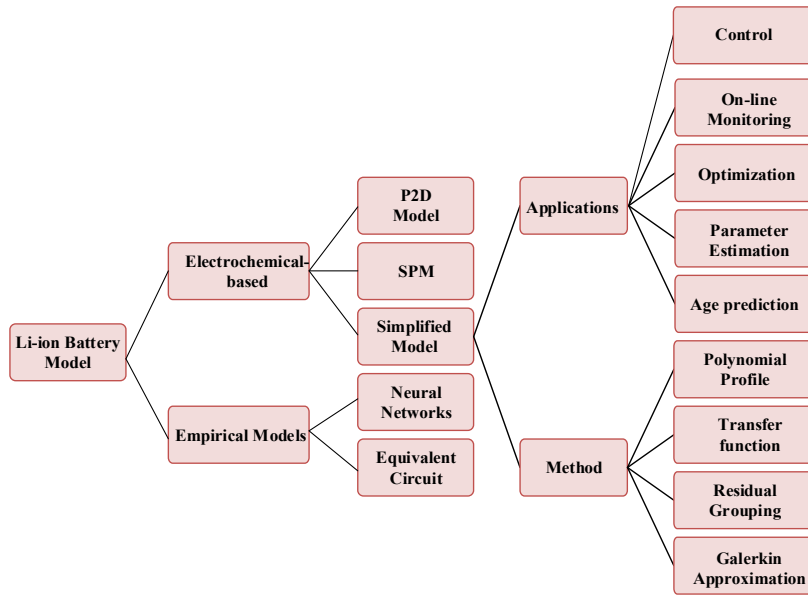 Li-ion Battery
Model
Electrochemical-
based
Empirical Models
P2D
Model
SPM
Simplified
Model
Neural
Networks
Equivalent
Circuit
Applications
Method
Control
On-line
Monitoring
Optimization
Parameter
Estimation
Age prediction
Polynomial
Profile
Transfer
function
Residual
Grouping
Galerkin
Approximation